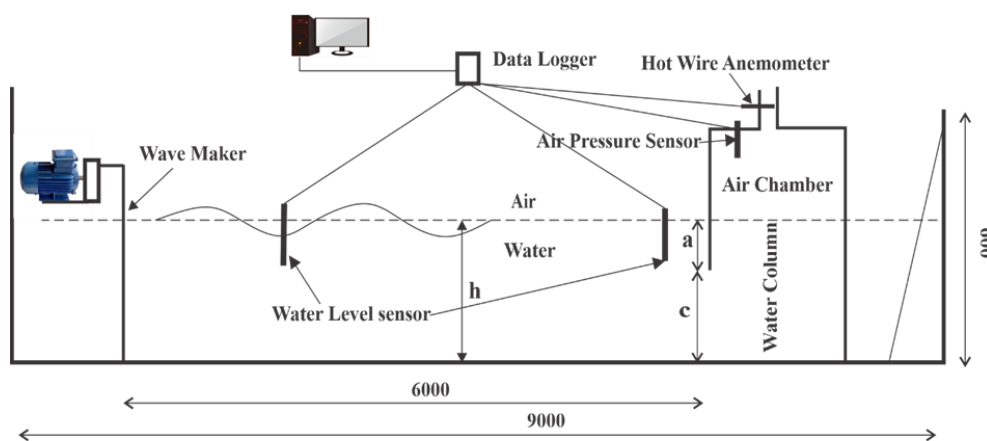 Data Logger
Hot Wire Anemometer
Wave Maker
Air Pressure Sensor
Air Chamber
Air
Water
a
h
c
Water Level sensor
Water Column
6000
9000